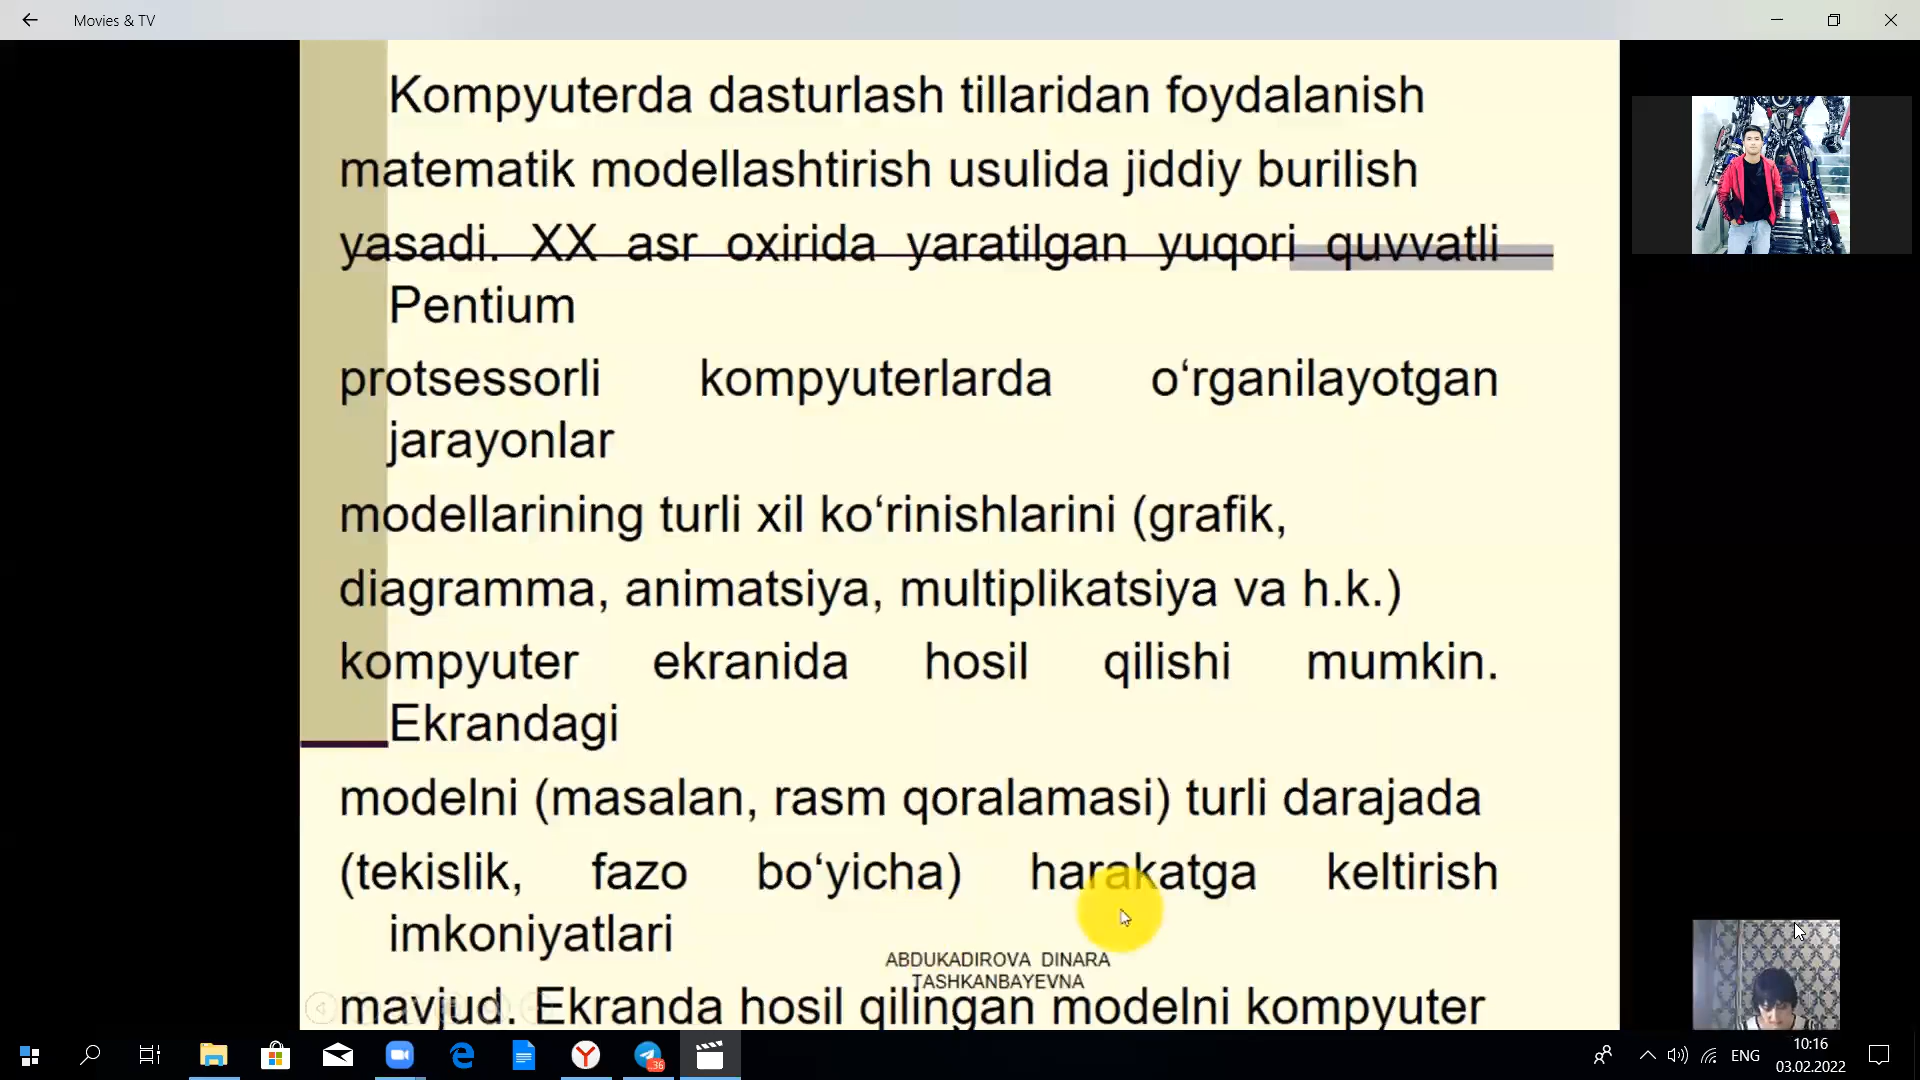 Movies & TV
Kompyuterda dasturlash tillaridan foydalanish
matematik modellashtirish usulida jiddiy burilish
yasadi. XX asr oxirida yaratilgan yuqori quvvatli
Pentium
protsessorli kompyuterlarda o‘rganilayotgan
jarayonlar
modellarining turli xil ko‘rinishlarini (grafik,
diagramma, animatsiya, multiplikatsiya va h.k.)
kompyuter ekranida hosil qilishi mumkin.
Ekrandagi
modelni (masalan, rasm qoralamasi) turli darajada
(tekislik, fazo bo‘yicha) harakatga keltirish
imkoniyatlari
ABDUKADIROVA DINARA
TASHKANBAYEVNA
mavjud. Ekranda hosil qilingan modelni kompyuter
36
ENG
10:16
03.02.2022